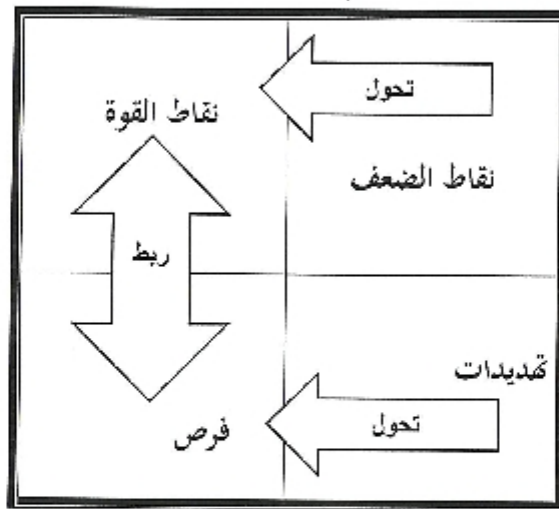 تحول
نقاط القوة
نقاط الضعف
ربط
تهديدات
فرص
تحول